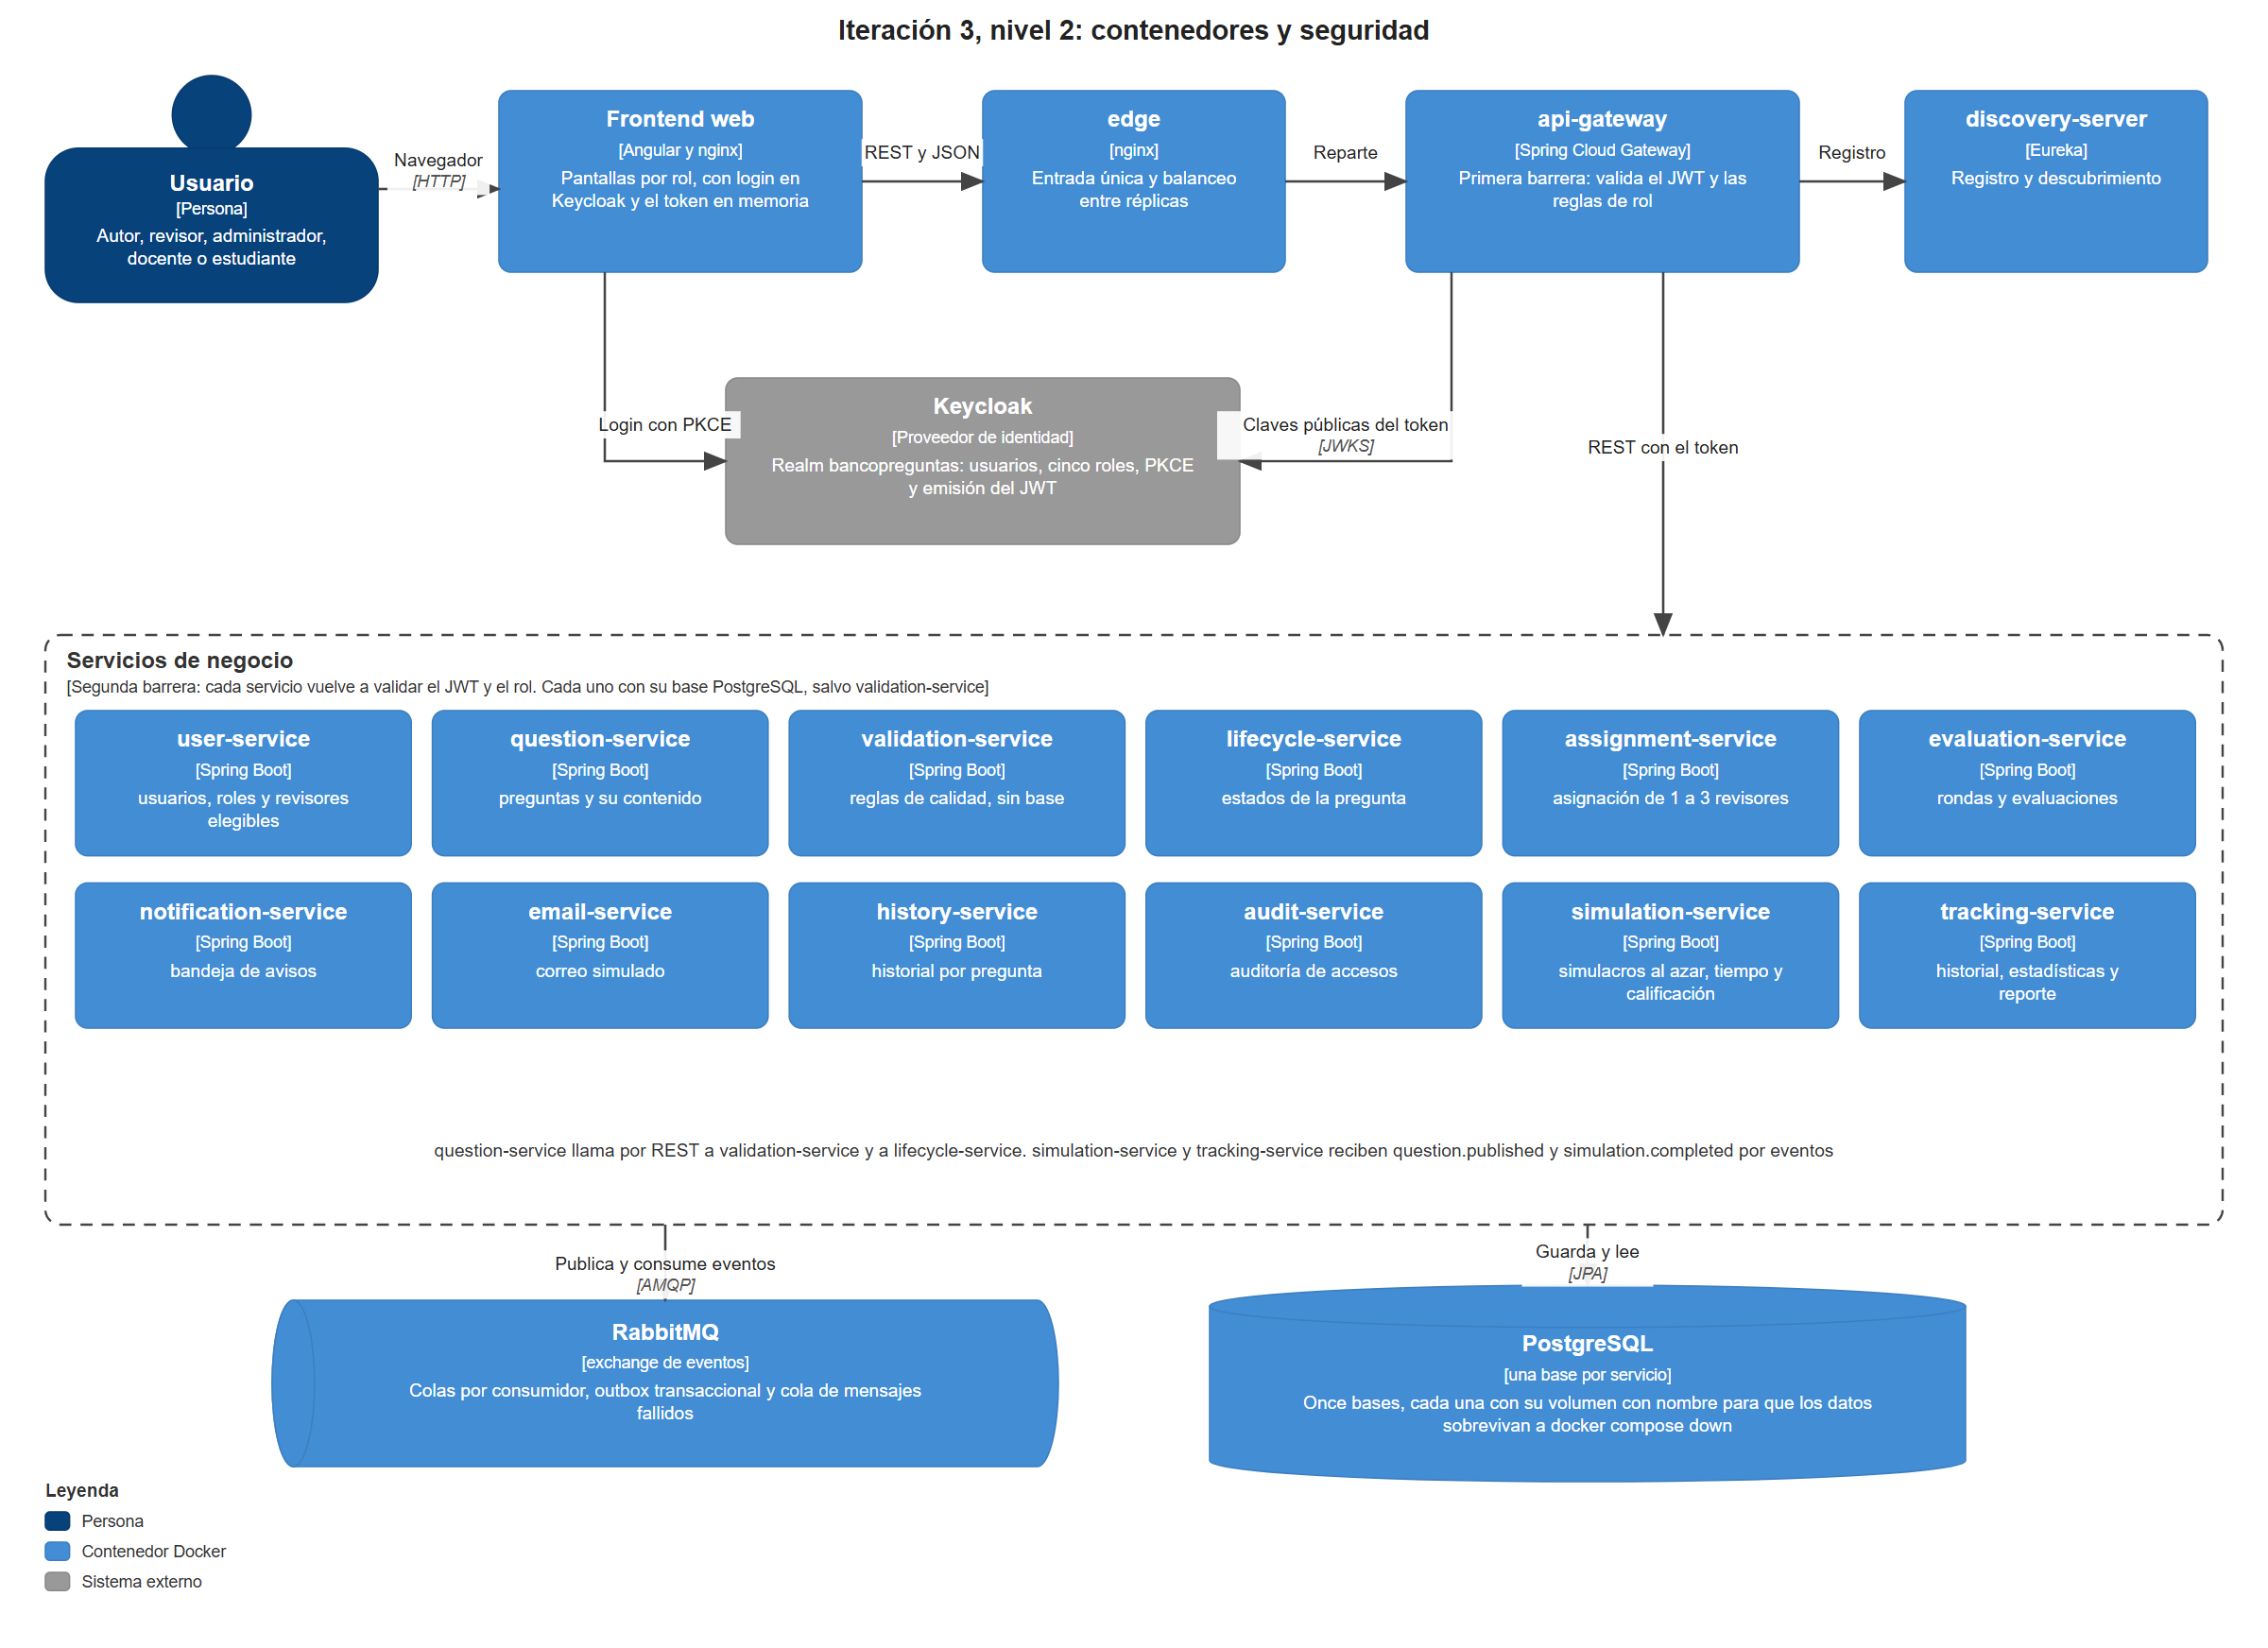 Iteración 3, nivel 2: contenedores y seguridad
Usuario
[Persona]
Autor, revisor, administrador,
docente o estudiante
Navegador
[HTTP]
Frontend web
[Angular y nginx]
Pantallas por rol, con login en
Keycloak y el token en memoria
REST y JSON
edge
[nginx]
Entrada única y balanceo
entre réplicas
Reparte
api-gateway
[Spring Cloud Gateway]
Primera barrera: valida el JWT y las
reglas de rol
Registro
discovery-server
[Eureka]
Registro y descubrimiento
Login con PKCE
Keycloak
[Proveedor de identidad]
Realm bancopreguntas: usuarios, cinco roles, PKCE
y emisión del JWT
Claves públicas del token
[JWKS]
REST con el token
Servicios de negocio
[Segunda barrera: cada servicio vuelve a validar el JWT y el rol. Cada uno con su base PostgreSQL, salvo validation-service]
user-service
[Spring Boot]
usuarios, roles y revisores
elegibles
question-service
[Spring Boot]
preguntas y su contenido
validation-service
[Spring Boot]
reglas de calidad, sin base
lifecycle-service
[Spring Boot]
estados de la pregunta
assignment-service
[Spring Boot]
asignación de 1 a 3 revisores
evaluation-service
[Spring Boot]
rondas y evaluaciones
notification-service
[Spring Boot]
bandeja de avisos
email-service
[Spring Boot]
correo simulado
history-service
[Spring Boot]
historial por pregunta
audit-service
[Spring Boot]
auditoría de accesos
simulation-service
[Spring Boot]
simulacros al azar, tiempo y
calificación
tracking-service
[Spring Boot]
historial, estadísticas y
reporte
question-service llama por REST a validation-service y a lifecycle-service. simulation-service y tracking-service reciben question.published y simulation.completed por eventos
Publica y consume eventos
[AMQP]
Guarda y lee
[JPA]
RabbitMQ
[exchange de eventos]
Colas por consumidor, outbox transaccional y cola de mensajes
fallidos
PostgreSQL
[una base por servicio]
Once bases, cada una con su volumen con nombre para que los datos
sobrevivan a docker compose down
Leyenda
Persona
Contenedor Docker
Sistema externo